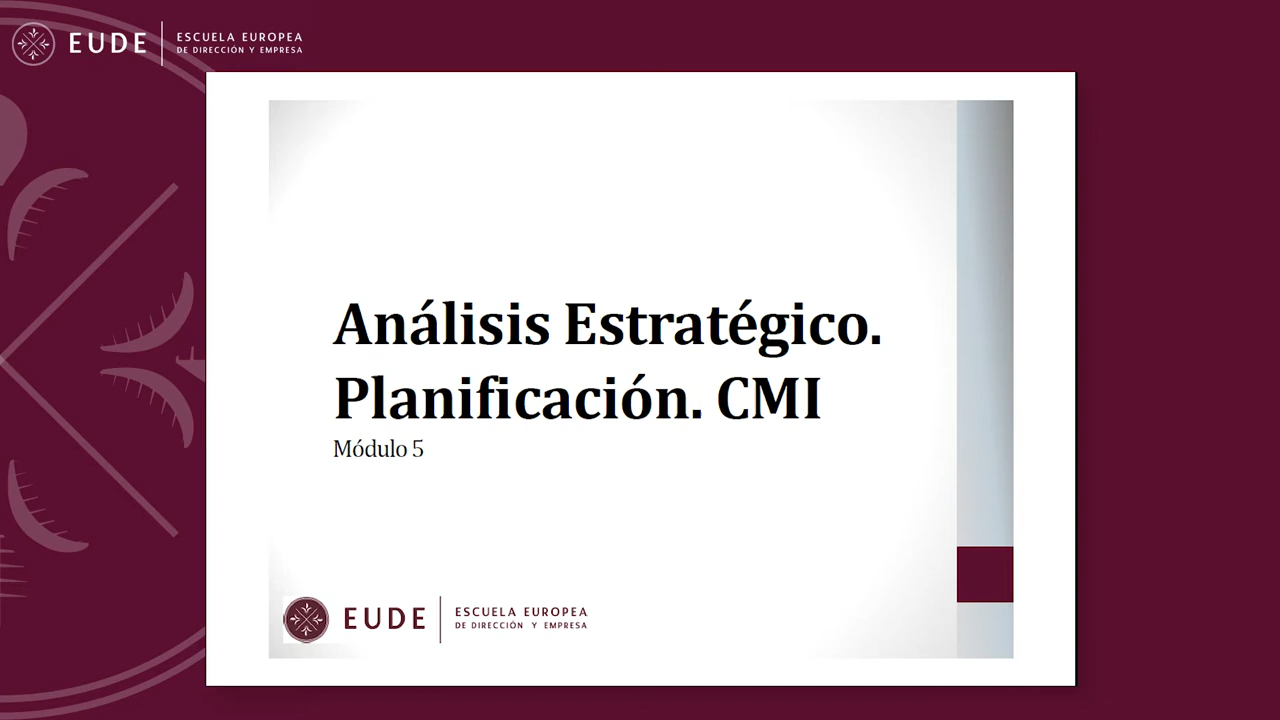 EUDE
ESCUELA EUROPEA
DE DIRECCIÓN Y EMPRESA
Análisis Estratégico.
Planificación. CMI
Módulo 5
EUDE
ESCUELA EUROPEA
DE DIRECCIÓN Y EMPRESA